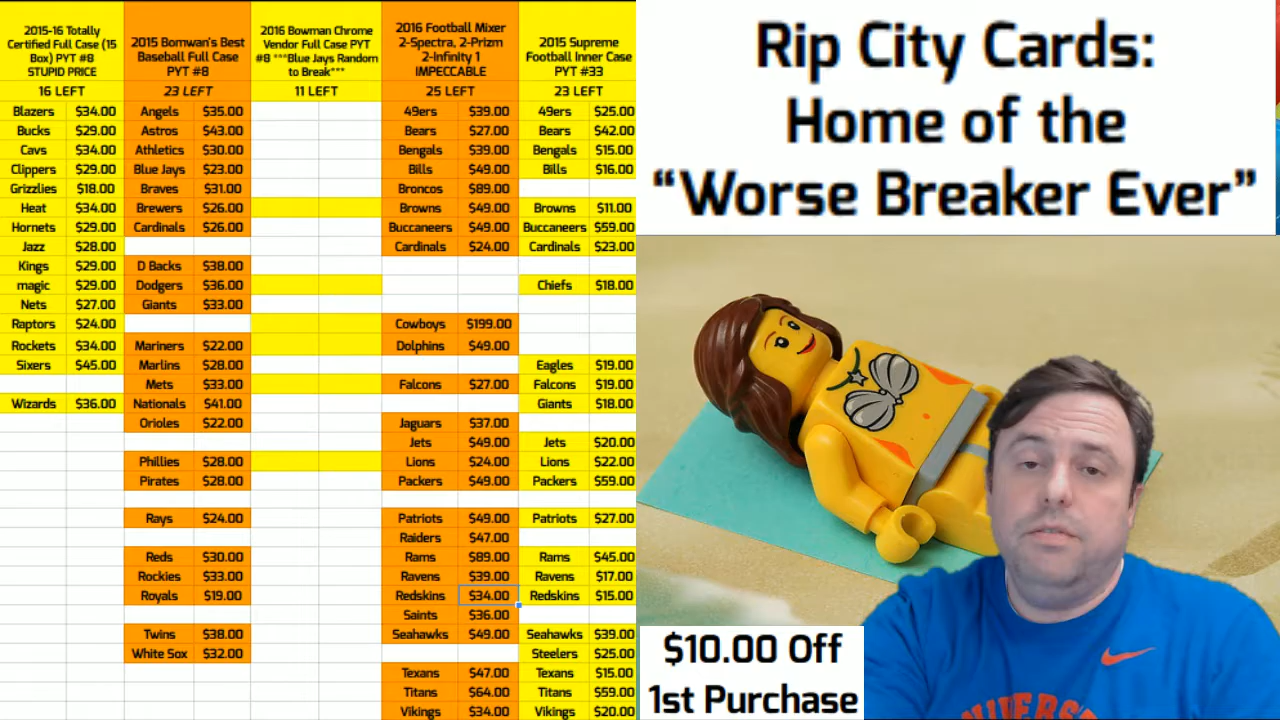 2015-16 Totally
Certified Full Case (15
Box) PYT #8
STUPID PRICE
16 LEFT
Blazers $34.00
Bucks $29.00
Cavs $34.00
Clippers $29.00
Grizzlies $18.00
Heat $34.00
Hornets $29.00
Jazz $28.00
Kings $29.00
magic $29.00
Nets $27.00
Raptors $24.00
Rockets $34.00
Sixers $45.00
Wizards $36.00
2015 Bomwan's Best
Baseball Full Case
PYT #8
23 LEFT
Angels $35.00
Astros $43.00
Athletics $30.00
Blue Jays $23.00
Braves $31.00
Brewers $26.00
Cardinals $26.00
D Backs $38.00
Dodgers $36.00
Giants $33.00
Mariners $22.00
Marlins $28.00
Mets $33.00
Nationals $41.00
Orioles $22.00
Phillies $28.00
Pirates $28.00
Rays $24.00
Reds $30.00
Rockies $33.00
Royals $19.00
Twins $38.00
White Sox $32.00
2016 Bowman Chrome
Vendor Full Case PYT
#8 ***Blue Jays Random
to Break***
11 LEFT
2016 Football Mixer
2-Spectra, 2-Prizm
2-Infinity 1
IMPECCABLE
25 LEFT
49ers $39.00
Bears $27.00
Bengals $39.00
Bills $49.00
Broncos $89.00
Browns $49.00
Buccaneers $49.00
Cardinals $24.00
Cowboys $199.00
Dolphins $49.00
Falcons $27.00
Jaguars $37.00
Jets $49.00
Lions $24.00
Packers $49.00
Patriots $49.00
Raiders $47.00
Rams $89.00
Ravens $39.00
Redskins $34.00
Saints $36.00
Seahawks $49.00
Texans $47.00
Titans $64.00
Vikings $34.00
2015 Supreme
Football Inner Case
PYT #33
23 LEFT
49ers $25.00
Bears $42.00
Bengals $15.00
Bills $16.00
Browns $11.00
Buccaneers $59.00
Cardinals $23.00
Chiefs $18.00
Eagles $19.00
Falcons $19.00
Giants $18.00
Jets $20.00
Lions $22.00
Packers $59.00
Patriots $27.00
Rams $45.00
Ravens $17.00
Redskins $15.00
Seahawks $39.00
Steelers $25.00
Texans $15.00
Titans $59.00
Vikings $20.00
Rip City Cards:
Home of the
“Worse Breaker Ever”
$10.00 Off
1st Purchase